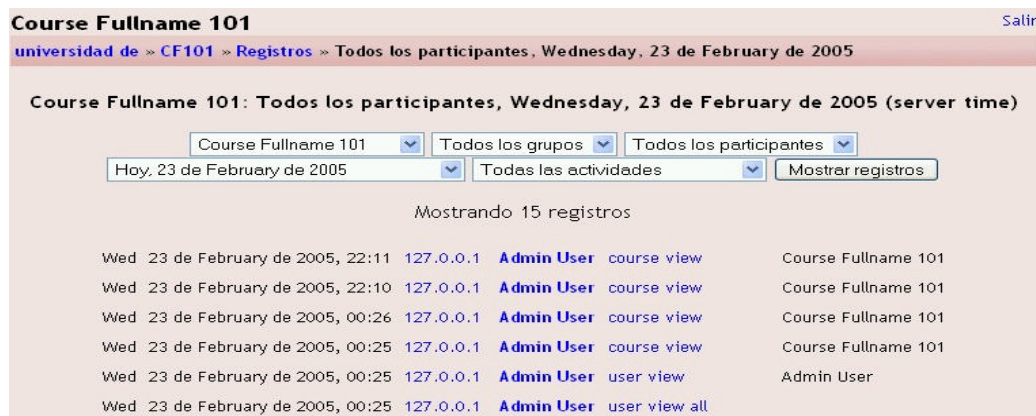 Course Fullname 101
Salir
universidad de » CF101 » Registros » Todos los participantes, Wednesday, 23 de February de 2005
Course Fullname 101: Todos los participantes, Wednesday, 23 de February de 2005 (server time)
Course Fullname 101 Todos los grupos Todos los participantes
Hoy, 23 de February de 2005 Todas las actividades Mostrar registros
Mostrando 15 registros
Wed 23 de February de 2005, 22:11 127.0.0.1 Admin User course view Course Fullname 101
Wed 23 de February de 2005, 22:10 127.0.0.1 Admin User course view Course Fullname 101
Wed 23 de February de 2005, 00:26 127.0.0.1 Admin User course view Course Fullname 101
Wed 23 de February de 2005, 00:25 127.0.0.1 Admin User course view Course Fullname 101
Wed 23 de February de 2005, 00:25 127.0.0.1 Admin User user view Admin User
Wed 23 de February de 2005, 00:25 127.0.0.1 Admin User user view all